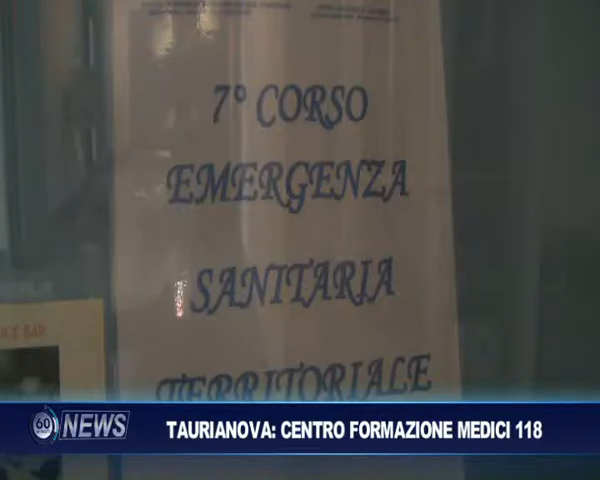 7° CORSO
EMERGENZA
SANITARIA
TERRITORIALE
60
NEWS
TAURIANOVA: CENTRO FORMAZIONE MEDICI 118